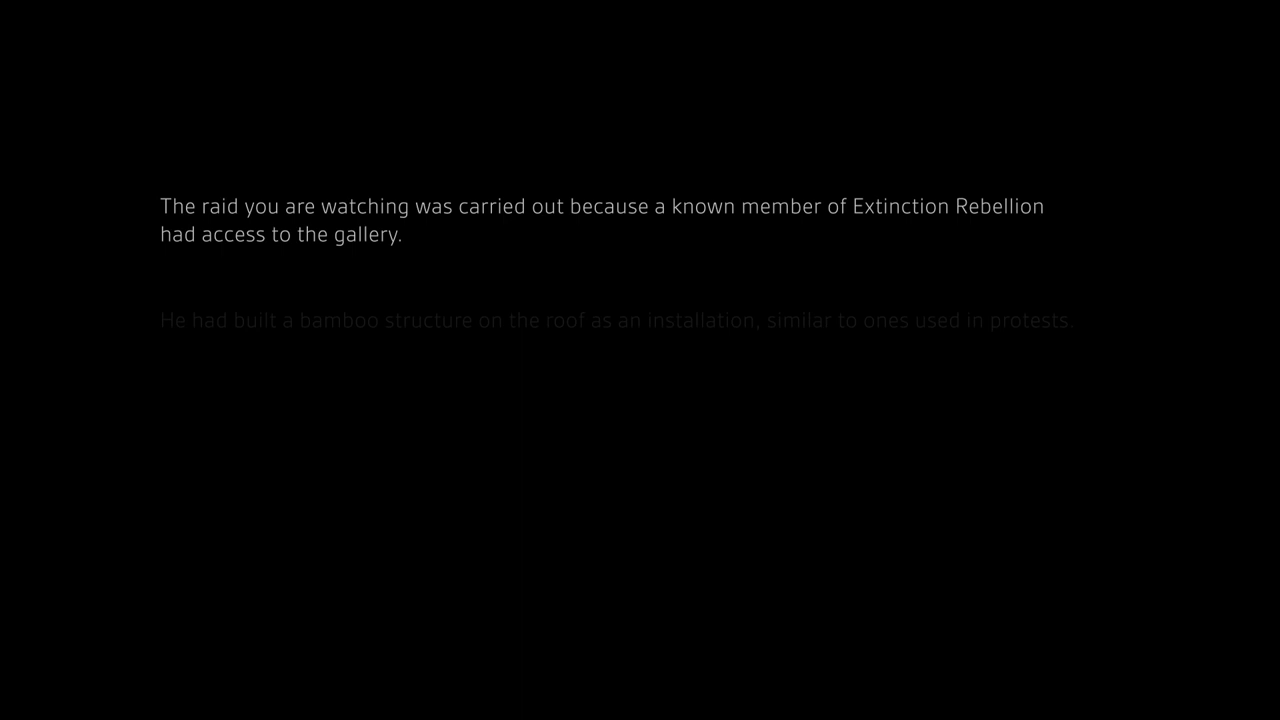 The raid you are watching was carried out because a known member of Extinction Rebellion
had access to the gallery.
He had built a bamboo structure on the roof as an installation, similar to ones used in protests.